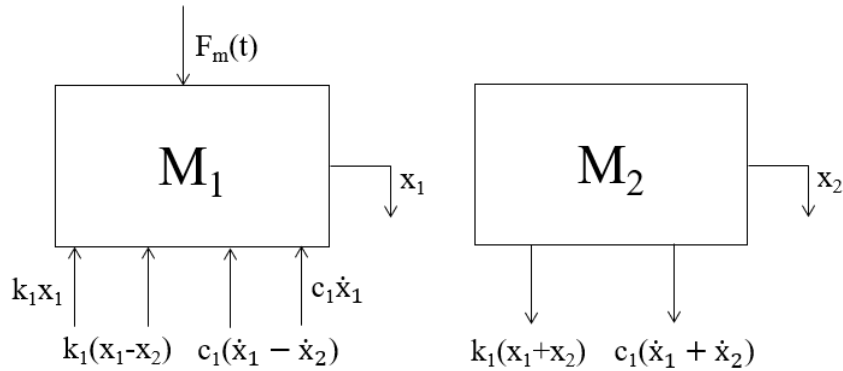 Fₘ(t)
M₁
x₁
k₁x₁
c₁ẋ₁
k₁(x₁-x₂)
c₁(ẋ₁ − ẋ₂)
M₂
x₂
k₁(x₁+x₂)
c₁(ẋ₁ + ẋ₂)